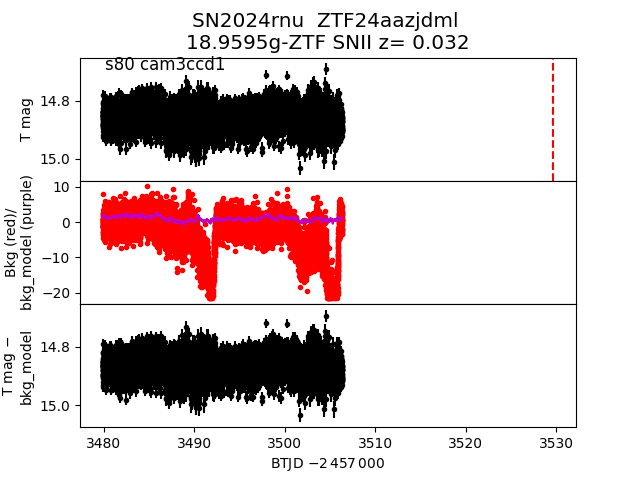 SN2024rnu  ZTF24aazjdml
18.9595g-ZTF SNII z= 0.032
s80 cam3ccd1
14.8
15.0
T mag
10
0
−10
−20
Bkg (red)/
bkg_model (purple)
14.8
15.0
T mag −
bkg_model
3480 3490 3500 3510 3520 3530
BTJD −2 457 000